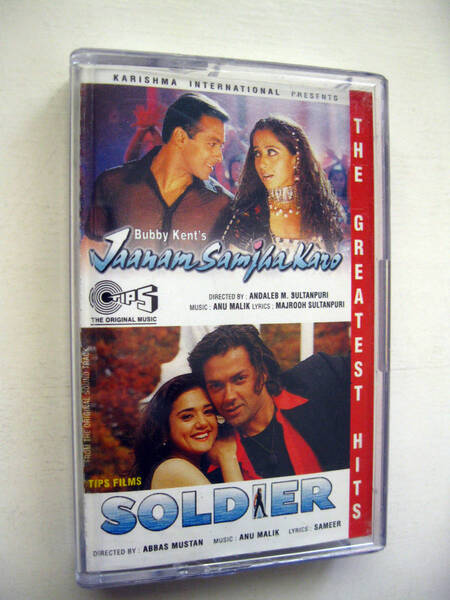 KARISHMA INTERNATIONAL PRESENTS
THE GREATEST HITS
Bubby Kent's
Jaanam Samjha Karo
DIRECTED BY : ANDALEB M. SULTANPURI
MUSIC : ANU MALIK LYRICS : MAJROOH SULTANPURI
TIPS
THE ORIGINAL MUSIC
FROM THE ORIGINAL SOUND TRACK
TIPS FILMS
SOLDIER
DIRECTED BY : ABBAS MUSTAN MUSIC : ANU MALIK LYRICS : SAMEER